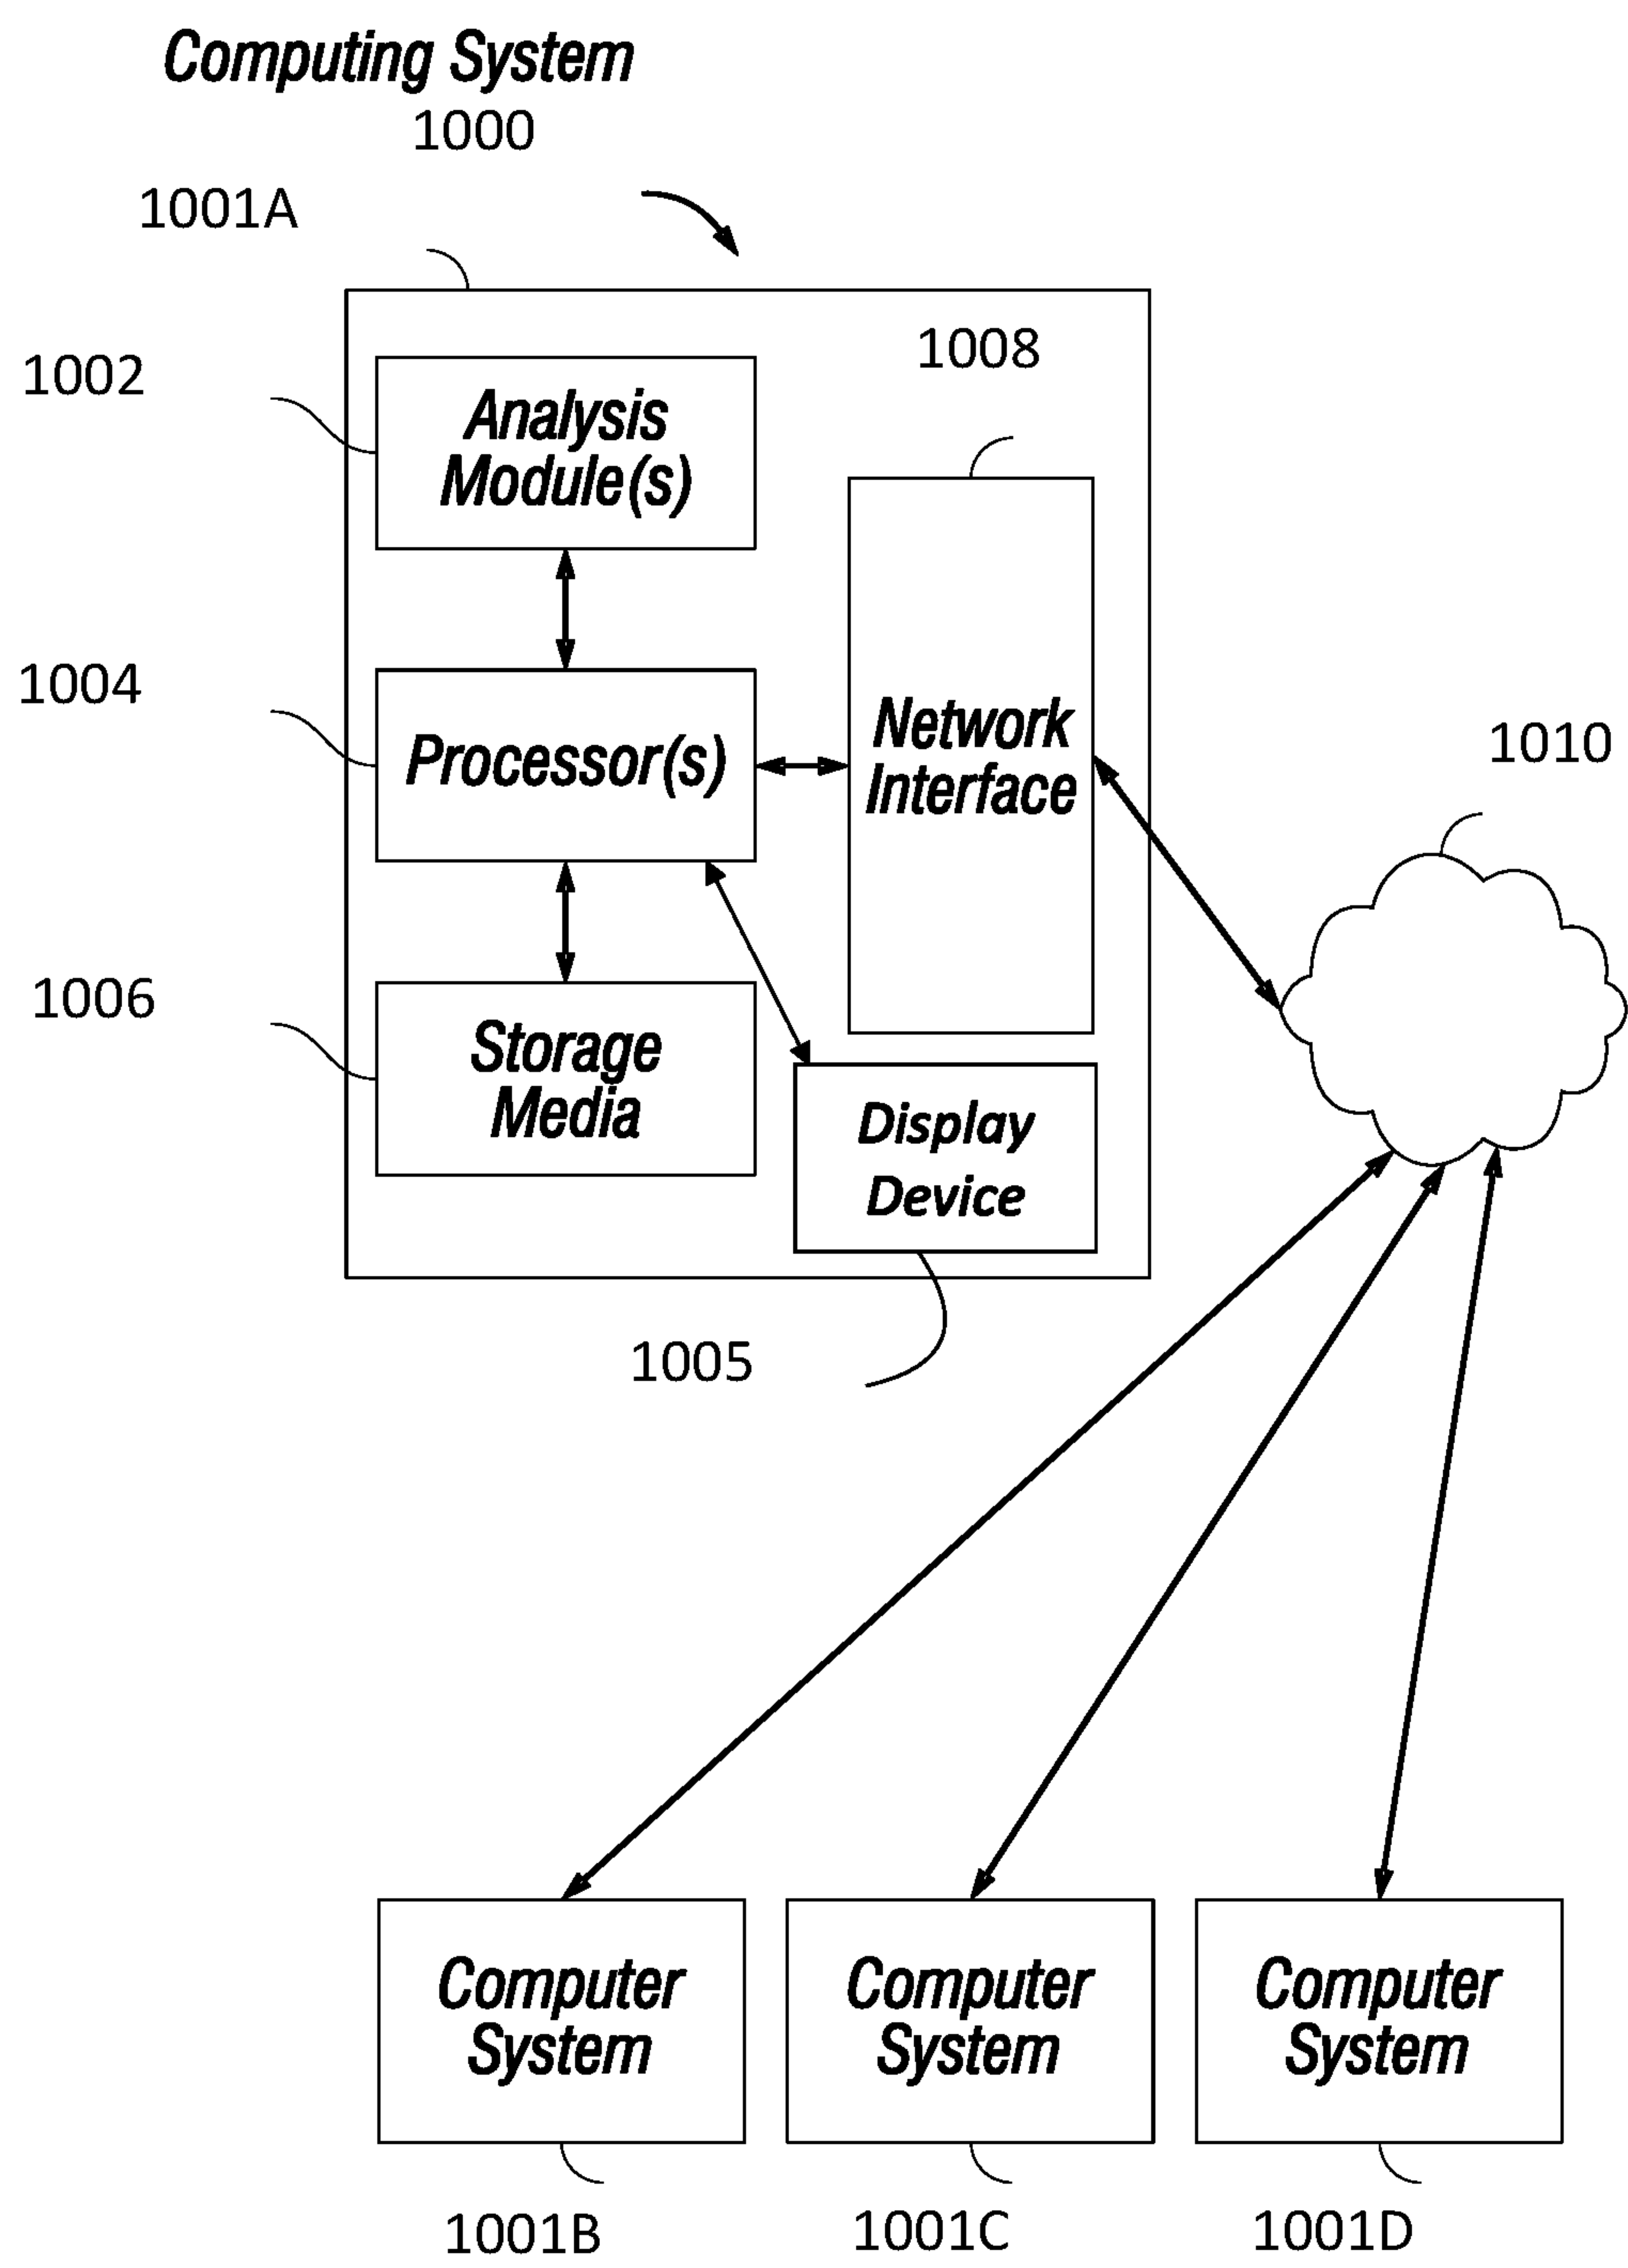 Computing System
1000
1001A
1002
Analysis
Module(s)
1008
1004
Processor(s)
Network
Interface
1010
1006
Storage
Media
Display
Device
1005
Computer
System
Computer
System
Computer
System
1001B
1001C
1001D